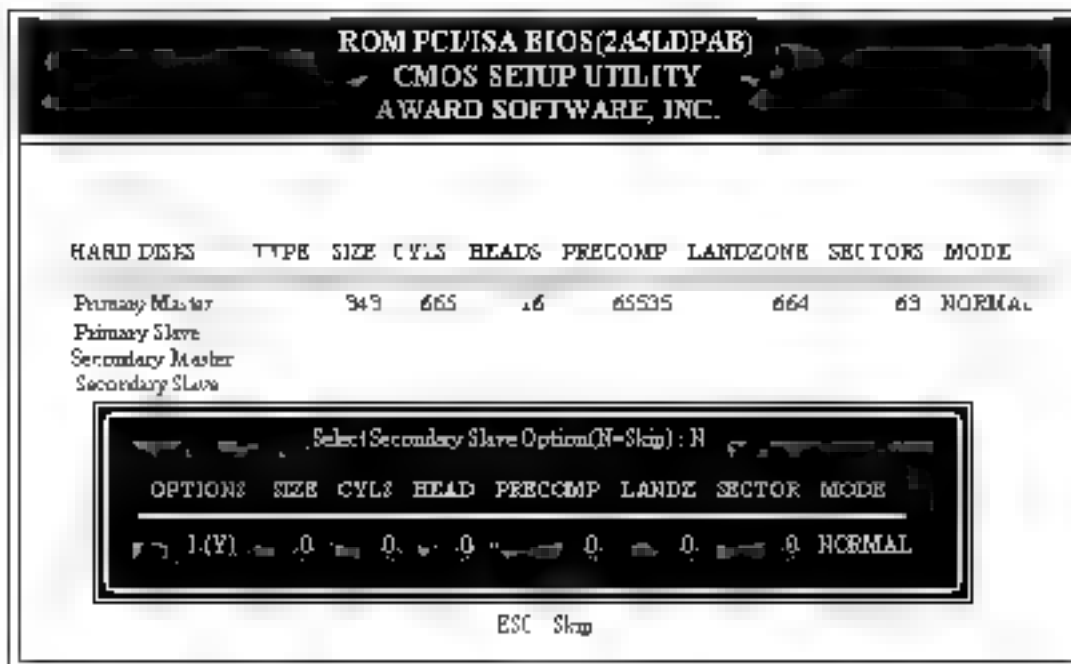 ROM PCI/ISA BIOS(2A5LDPAB)
CMOS SETUP UTILITY
AWARD SOFTWARE, INC.
HARD DISKS TYPE SIZE CYLS HEADS PRECOMP LANDZONE SECTORS MODE
Primary Master 665 16 65535 664 63 NORMAL
Primary Slave
Secondary Master
Secondary Slave
Select Secondary Slave Option(N=Skip) : N
OPTIONS SIZE CYLS HEAD PRECOMP LANDZ SECTOR MODE
1.(Y) 0 0 0 0 0 0 NORMAL
ESC Skip